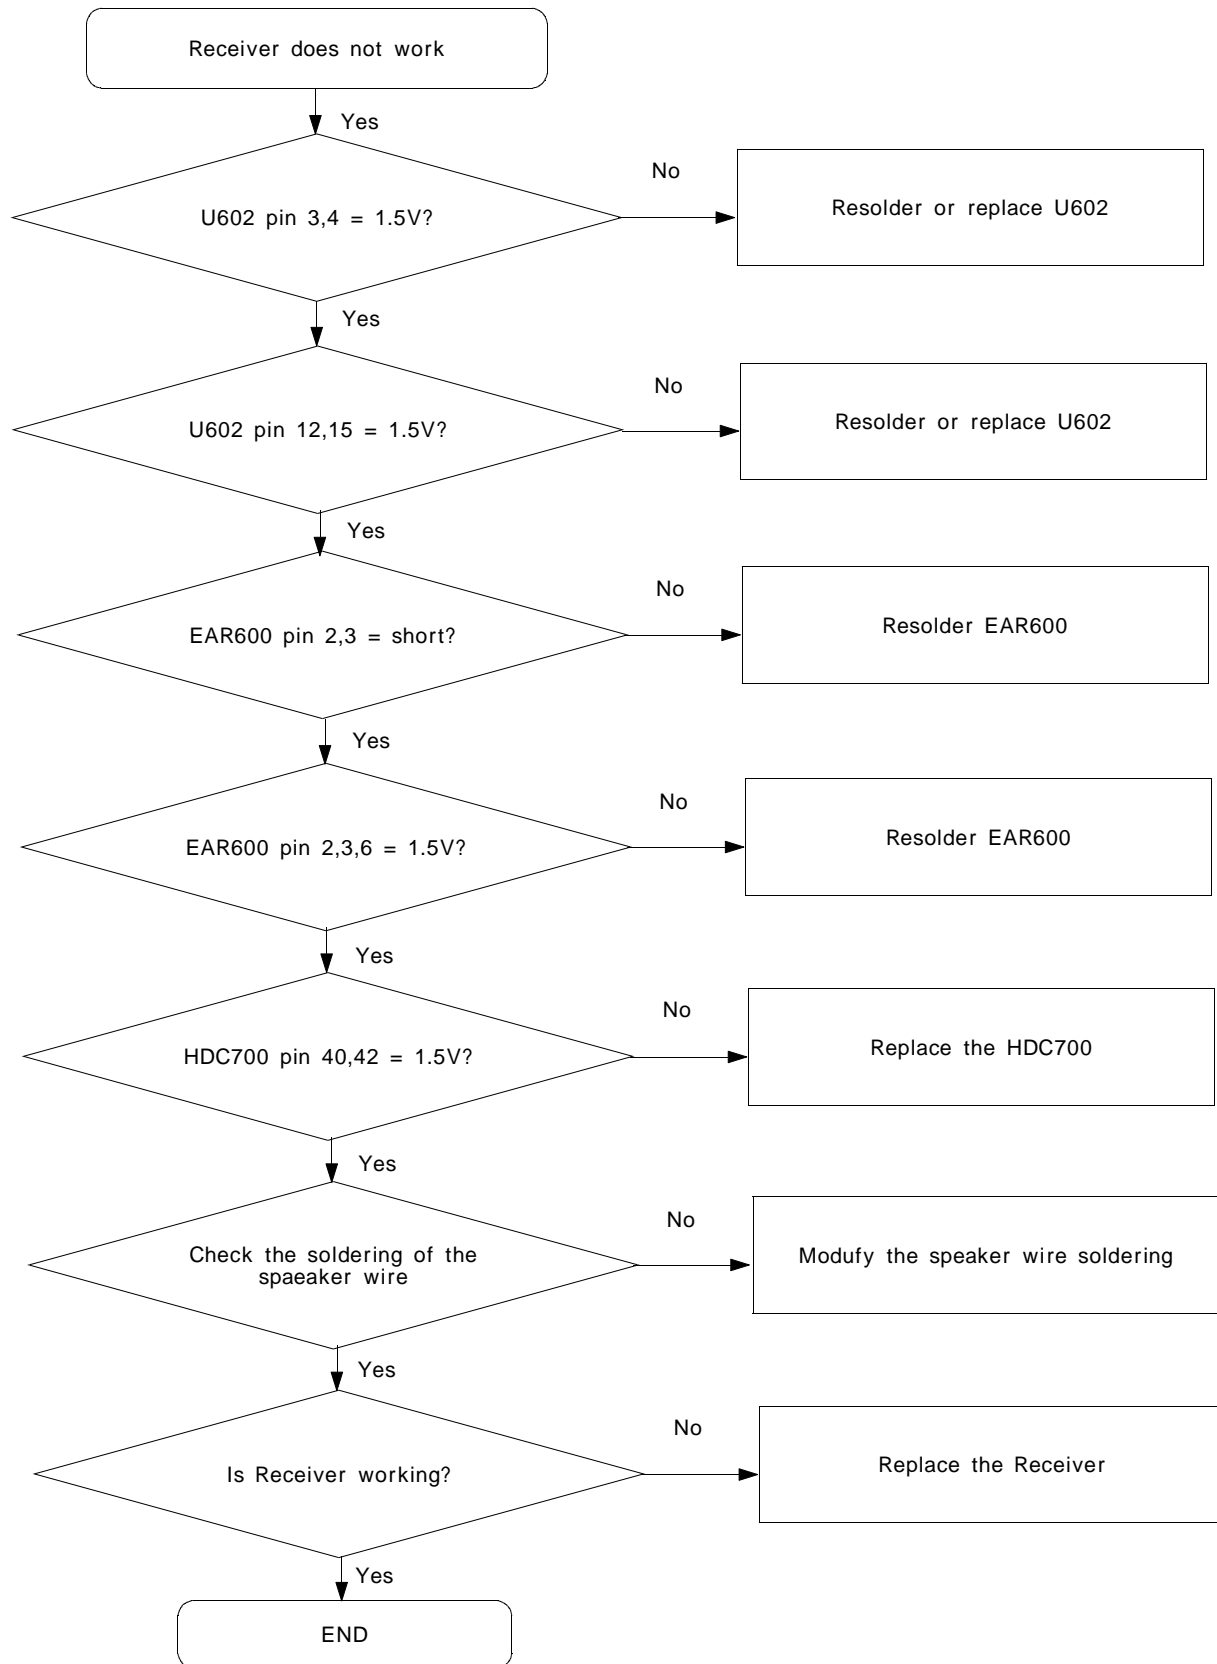 Receiver does not work
Yes
U602 pin 3,4 = 1.5V?
No
Resolder or replace U602
Yes
U602 pin 12,15 = 1.5V?
No
Resolder or replace U602
Yes
EAR600 pin 2,3 = short?
No
Resolder EAR600
Yes
EAR600 pin 2,3,6 = 1.5V?
No
Resolder EAR600
Yes
HDC700 pin 40,42 = 1.5V?
No
Replace the HDC700
Yes
Check the soldering of the
spaeaker wire
No
Modufy the speaker wire soldering
Yes
Is Receiver working?
No
Replace the Receiver
Yes
END